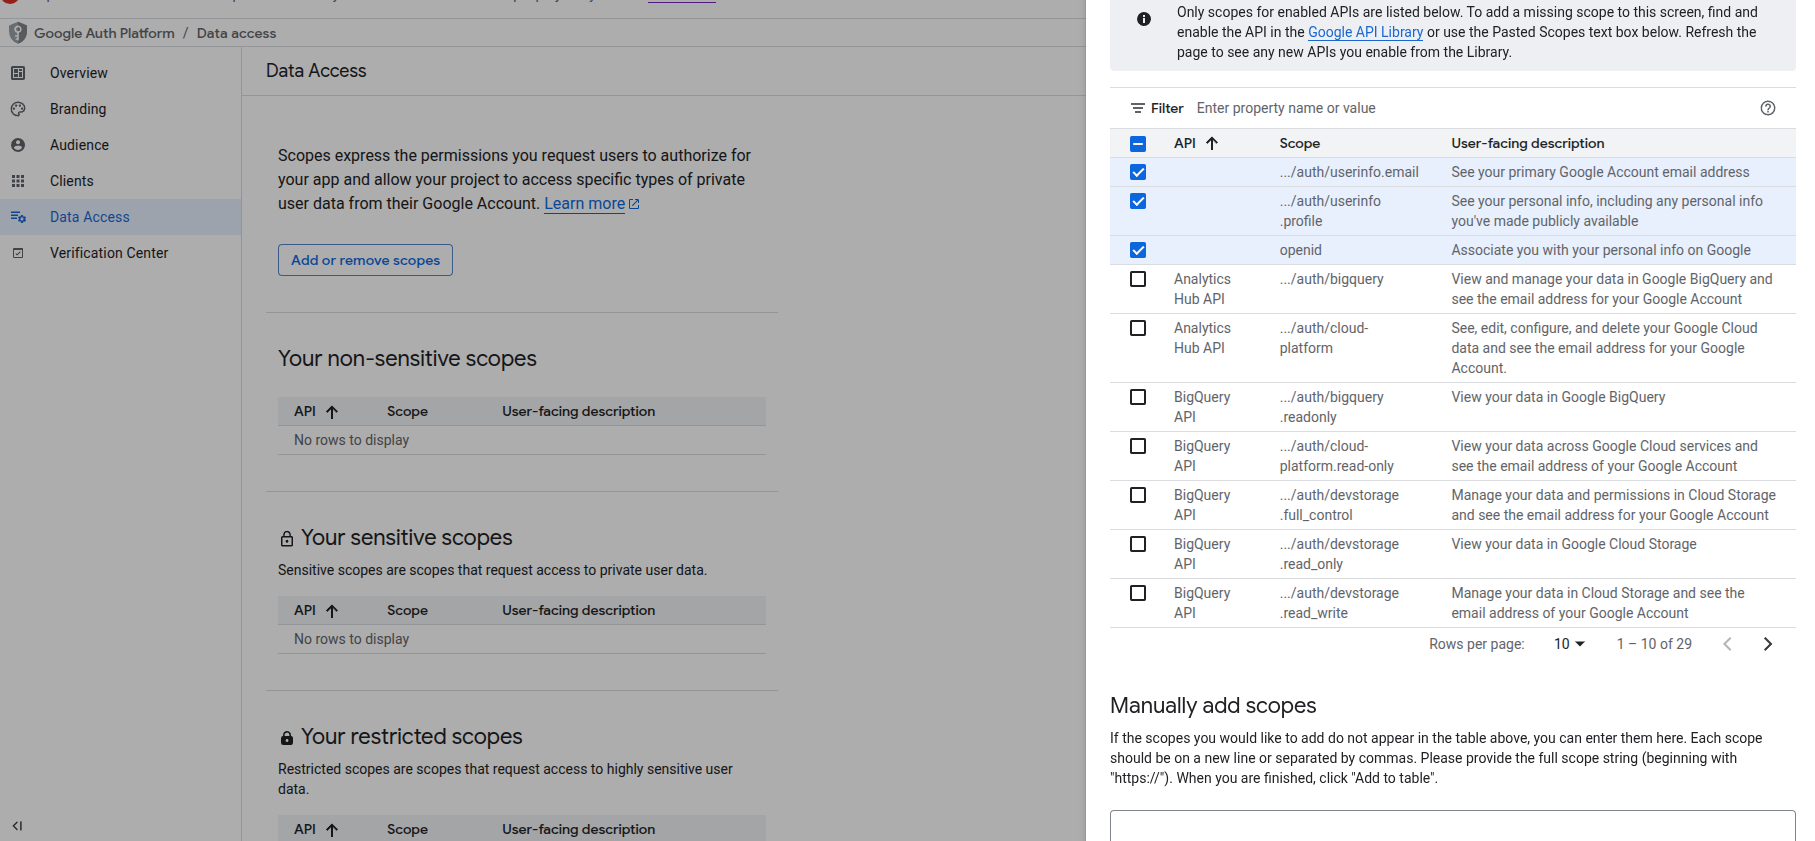 Google Auth Platform / Data access
Overview
Branding
Audience
Clients
Data Access
Verification Center
Data Access
Scopes express the permissions you request users to authorize for
your app and allow your project to access specific types of private
user data from their Google Account. Learn more
Add or remove scopes
Your non-sensitive scopes
API Scope User-facing description
No rows to display
Your sensitive scopes
Sensitive scopes are scopes that request access to private user data.
API Scope User-facing description
No rows to display
Your restricted scopes
Restricted scopes are scopes that request access to highly sensitive user
data.
API Scope User-facing description
Only scopes for enabled APIs are listed below. To add a missing scope to this screen, find and
enable the API in the Google API Library or use the Pasted Scopes text box below. Refresh the
page to see any new APIs you enable from the Library.
Filter Enter property name or value
API Scope User-facing description
.../auth/userinfo.email See your primary Google Account email address
.../auth/userinfo See your personal info, including any personal info
.profile you've made publicly available
openid Associate you with your personal info on Google
Analytics .../auth/bigquery View and manage your data in Google BigQuery and
Hub API see the email address for your Google Account
Analytics .../auth/cloud- See, edit, configure, and delete your Google Cloud
Hub API platform data and see the email address for your Google
Account.
BigQuery .../auth/bigquery View your data in Google BigQuery
API .readonly
BigQuery .../auth/cloud- View your data across Google Cloud services and
API platform.read-only see the email address of your Google Account
BigQuery .../auth/devstorage Manage your data and permissions in Cloud Storage
API .full_control and see the email address for your Google Account
BigQuery .../auth/devstorage View your data in Google Cloud Storage
API .read_only
BigQuery .../auth/devstorage Manage your data in Cloud Storage and see the
API .read_write email address of your Google Account
Rows per page: 10 1 – 10 of 29
Manually add scopes
If the scopes you would like to add do not appear in the table above, you can enter them here. Each scope
should be on a new line or separated by commas. Please provide the full scope string (beginning with
"https://"). When you are finished, click "Add to table".